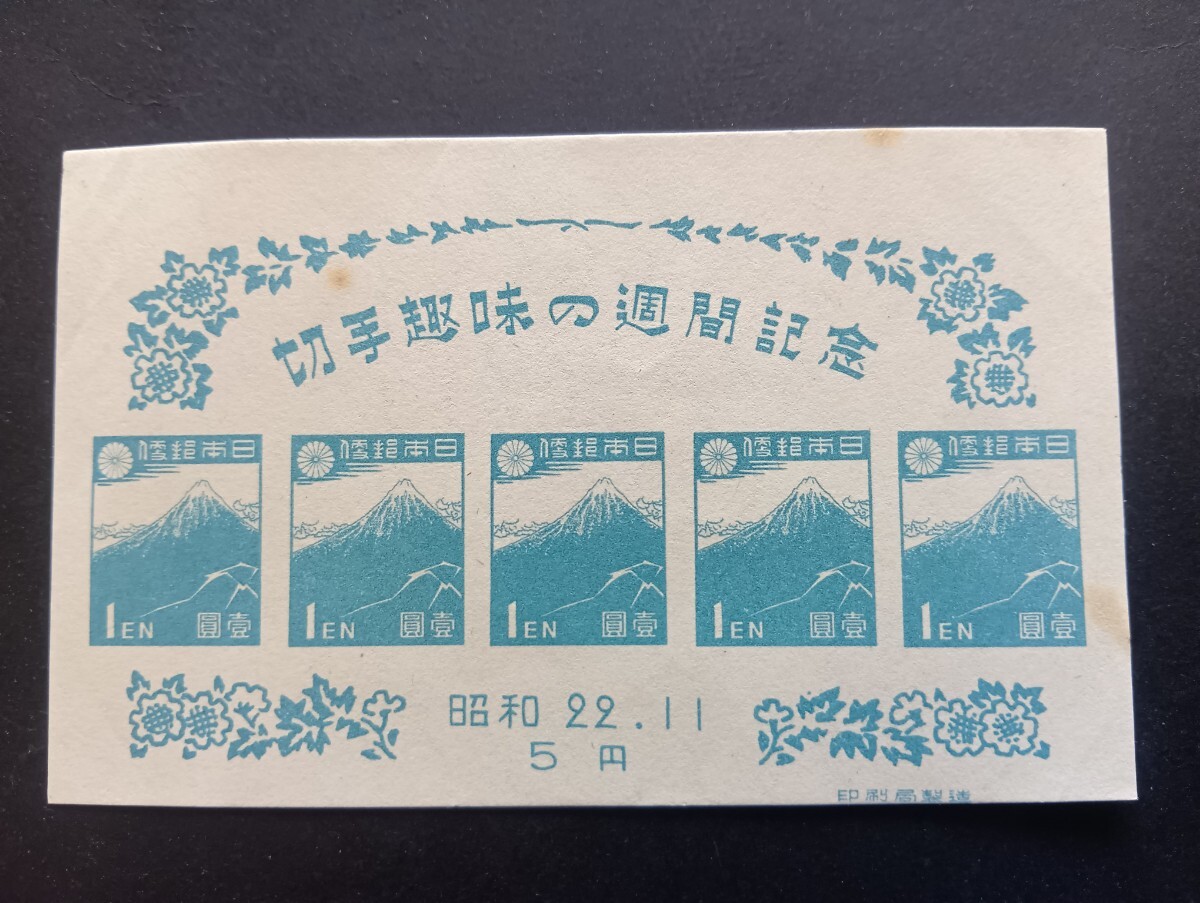 切手趣味の週間記念
日本郵便
1EN 壹圓
日本郵便
1EN 壹圓
日本郵便
1EN 壹圓
日本郵便
1EN 壹圓
日本郵便
1EN 壹圓
昭和 22.11
5 円
印刷局製造